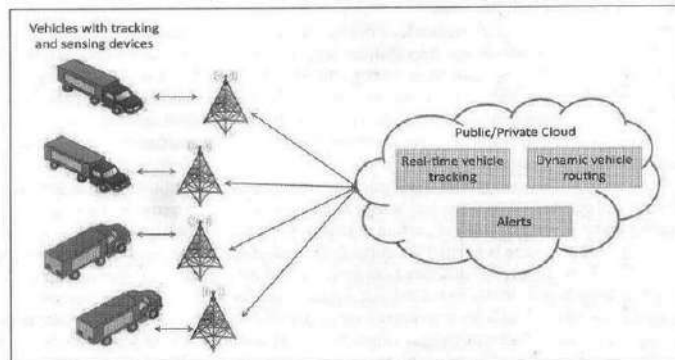 Vehicles with tracking
and sensing devices
Public/Private Cloud
Real-time vehicle
tracking
Dynamic vehicle
routing
Alerts